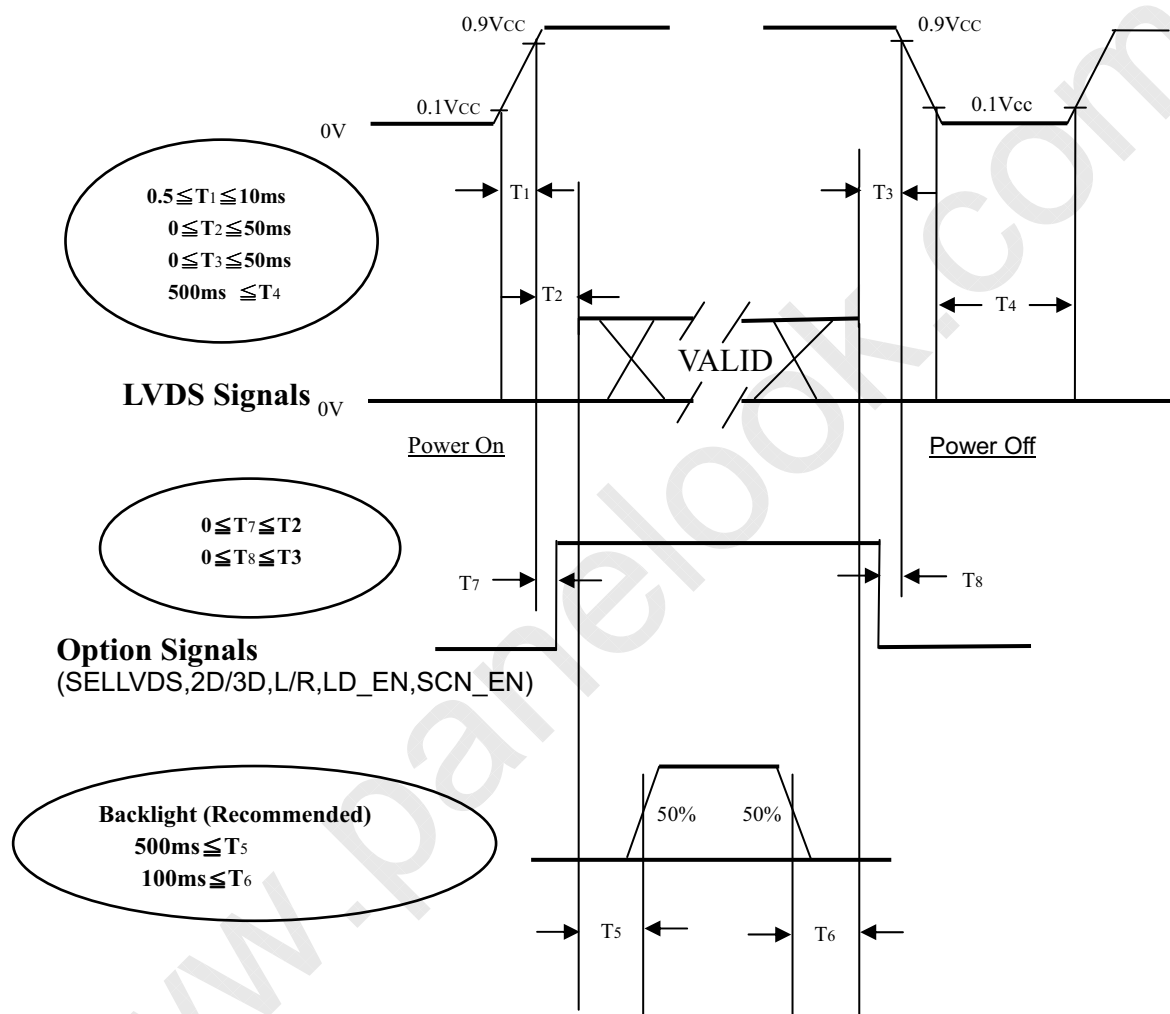 0.9VCC
0.9VCC
0.1VCC
0.1Vcc
0V
0.5≦T1≦10ms
0≦T2≦50ms
0≦T3≦50ms
500ms ≦T4
T1
T3
T2
T4
VALID
LVDS Signals 0V
Power On
Power Off
0≦T7≦T2
0≦T8≦T3
T7
T8
Option Signals
(SELLVDS,2D/3D,L/R,LD_EN,SCN_EN)
Backlight (Recommended)
500ms≦T5
100ms≦T6
50%
50%
T5
T6
www.panelook.com